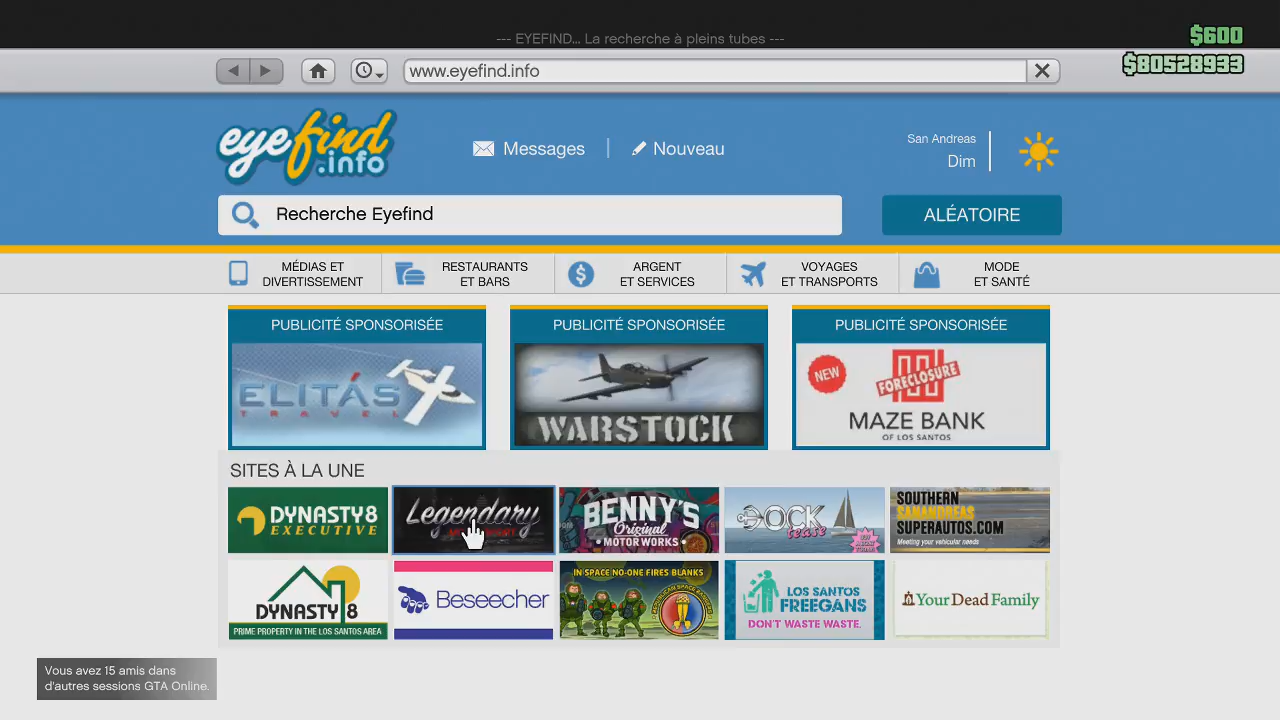 --- EYEFIND... La recherche à pleins tubes ---
$600
$80528933
www.eyefind.info
eyefind
.info
Messages
Nouveau
San Andreas
Dim
Recherche Eyefind
ALÉATOIRE
MÉDIAS ET
DIVERTISSEMENT
RESTAURANTS
ET BARS
ARGENT
ET SERVICES
VOYAGES
ET TRANSPORTS
MODE
ET SANTÉ
PUBLICITÉ SPONSORISÉE
ELITÁS
TRAVEL
PUBLICITÉ SPONSORISÉE
WARSTOCK
PUBLICITÉ SPONSORISÉE
NEW
FORECLOSURE
MAZE BANK
OF LOS SANTOS
SITES À LA UNE
DYNASTY8
EXECUTIVE
Legendary
BENNY'S
Original
MOTORWORKS
DOCK
tease
SOUTHERN
SANANDREAS
SUPERAUTOS.COM
Meeting your vehicular needs
DYNASTY 8
PRIME PROPERTY IN THE LOS SANTOS AREA
Beseecher
IN SPACE NO-ONE FIRES BLANKS
LOS SANTOS
FREEGANS
DON'T WASTE WASTE.
Your Dead Family
Vous avez 15 amis dans
d'autres sessions GTA Online.